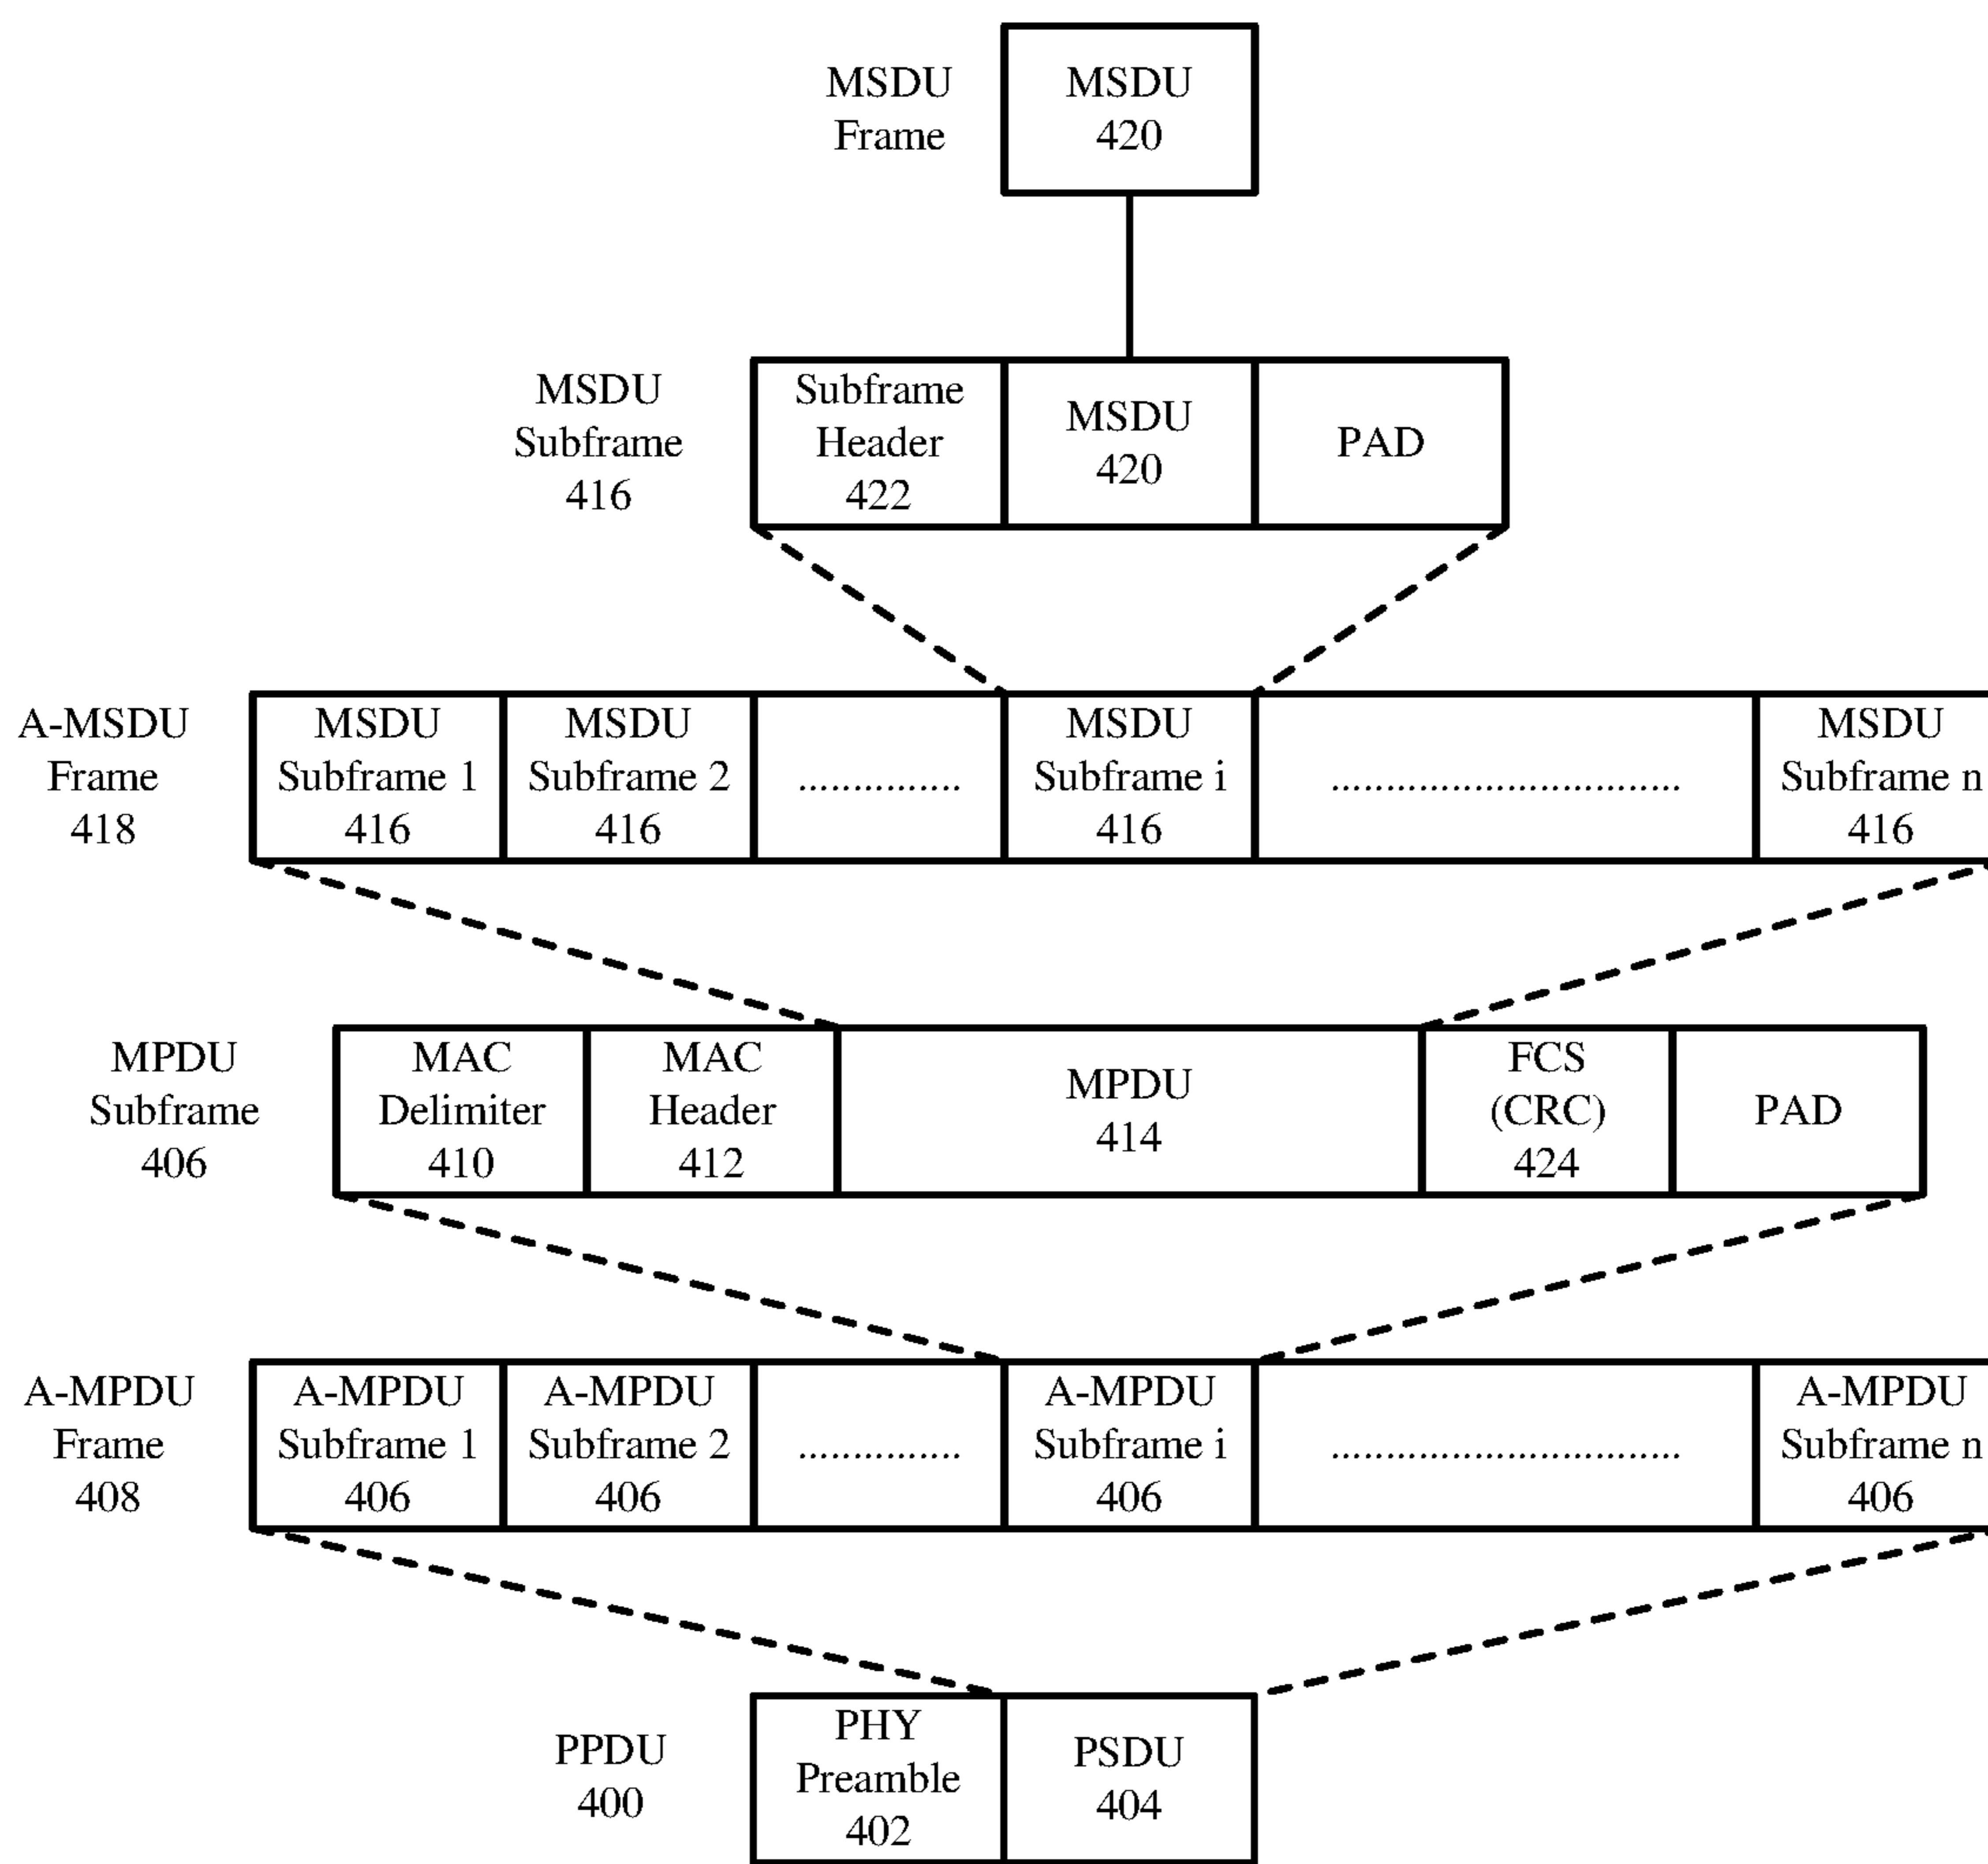 MSDU
Frame
MSDU
420
MSDU
Subframe
416
Subframe
Header
422
MSDU
420
PAD
A-MSDU
Frame
418
MSDU
Subframe 1
416
MSDU
Subframe 2
416
...............
MSDU
Subframe i
416
................................
MSDU
Subframe n
416
MPDU
Subframe
406
MAC
Delimiter
410
MAC
Header
412
MPDU
414
FCS
(CRC)
424
PAD
A-MPDU
Frame
408
A-MPDU
Subframe 1
406
A-MPDU
Subframe 2
406
...............
A-MPDU
Subframe i
406
................................
A-MPDU
Subframe n
406
PPDU
400
PHY
Preamble
402
PSDU
404